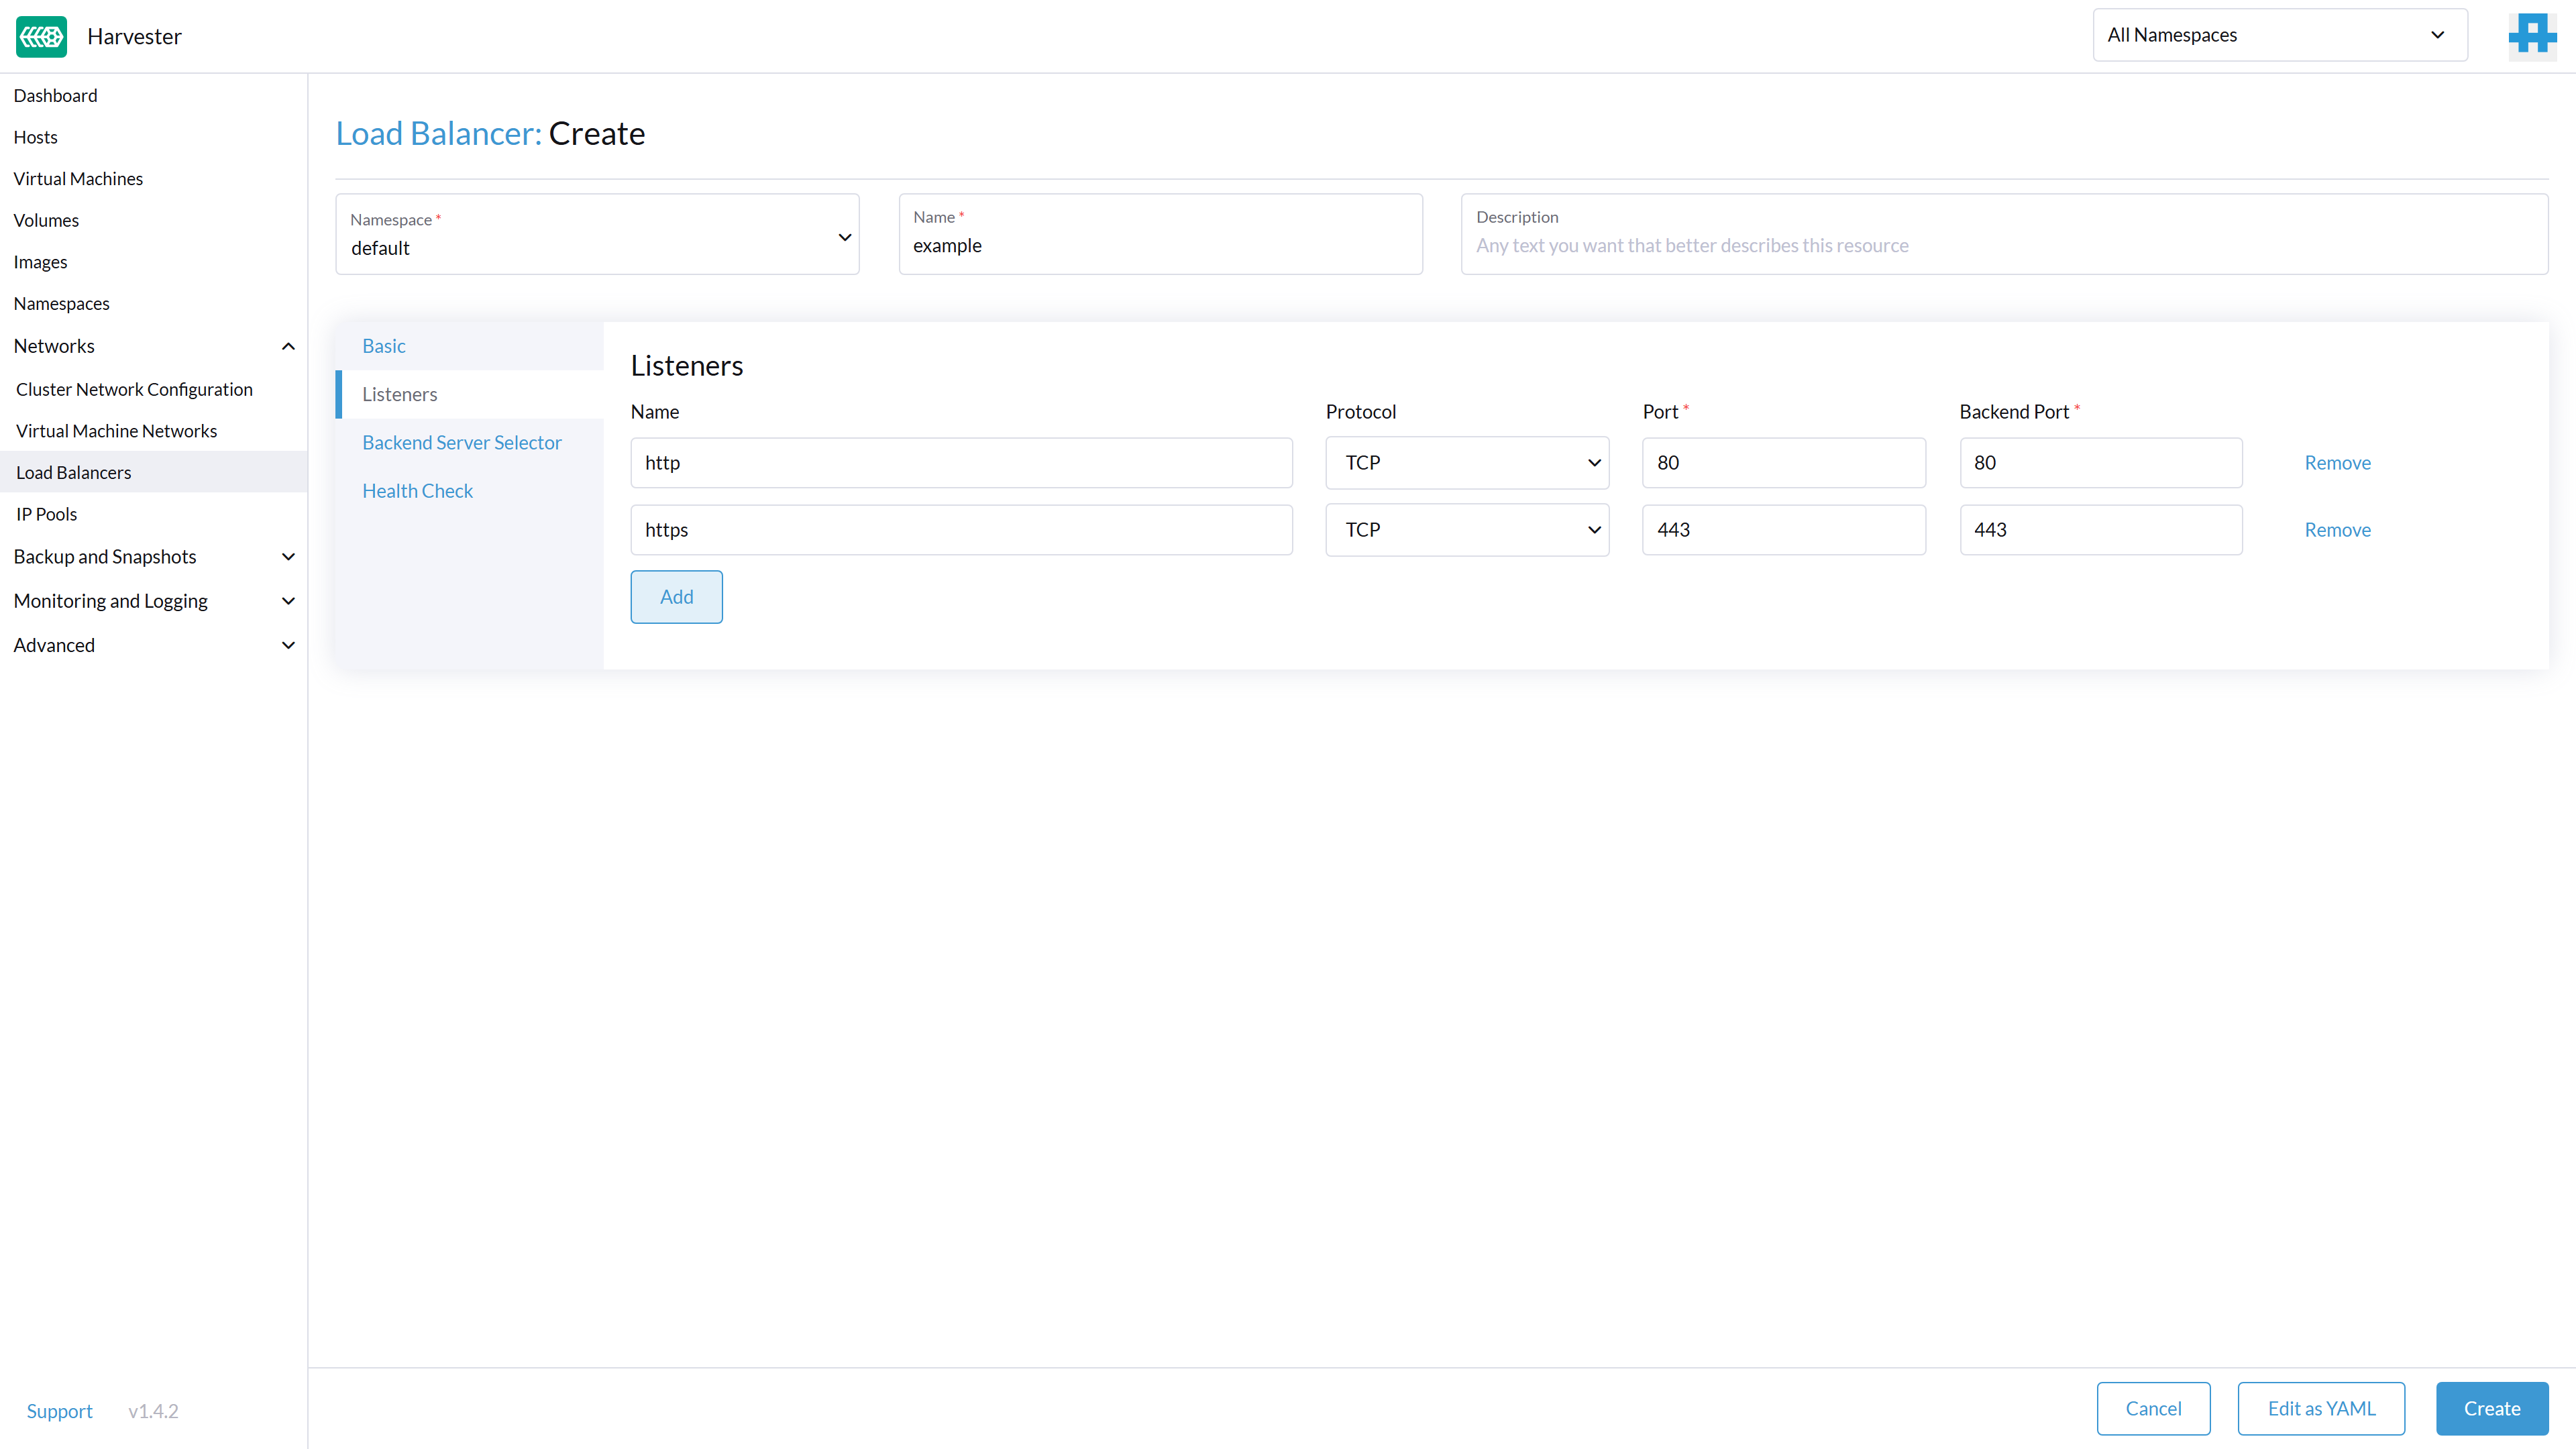 Harvester
All Namespaces
Dashboard
Hosts
Virtual Machines
Volumes
Images
Namespaces
Networks
Cluster Network Configuration
Virtual Machine Networks
Load Balancers
IP Pools
Backup and Snapshots
Monitoring and Logging
Advanced
Support v1.4.2
Load Balancer: Create
Namespace *
default
Name *
example
Description
Any text you want that better describes this resource
Basic
Listeners
Backend Server Selector
Health Check
Listeners
Name Protocol Port * Backend Port *
http TCP 80 80 Remove
https TCP 443 443 Remove
Add
Cancel Edit as YAML Create